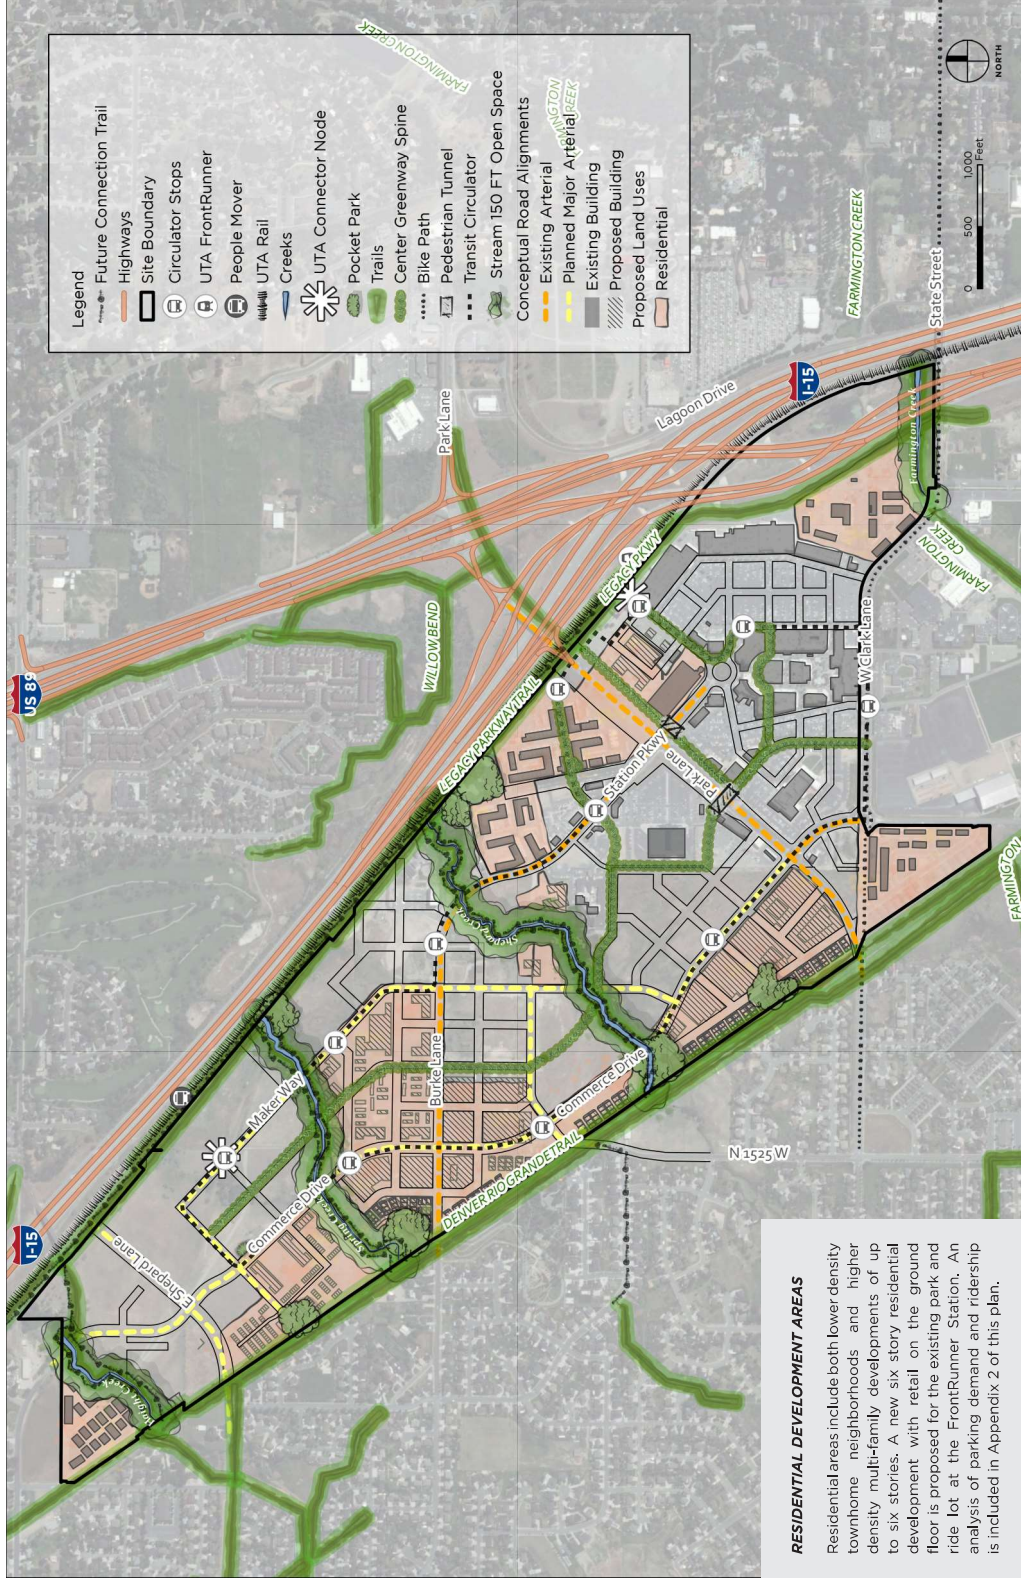 Legend
Future Connection Trail
Highways
Site Boundary
Circulator Stops
UTA FrontRunner
People Mover
UTA Rail
Creeks
UTA Connector Node
Pocket Park
Trails
Center Greenway Spine
Bike Path
Pedestrian Tunnel
Transit Circulator
Stream 150 FT Open Space
Conceptual Road Alignments
Existing Arterial
Planned Major Arterial
Existing Building
Proposed Building
Proposed Land Uses
Residential
FARMINGTON CREEK
FARMINGTON
CREEK
FARMINGTON CREEK
NORTH
0 500 1,000
Feet
State Street
I-15
Lagoon Drive
Park Lane
US 89
WILLOW BEND
LEGACY PKWY
LEGACY PARKWAY TRAIL
Farmington Creek
FARMINGTON
CREEK
W Clark Lane
Station Pkwy
Park Lane
Shepard Creek
Burke Lane
Maker Way
Commerce Drive
Commerce Drive
Spring Creek
DENVER RIO GRANDE TRAIL
N 1525 W
E Shepard Lane
I-15
Haight Creek
FARMINGTON
RESIDENTIAL DEVELOPMENT AREAS
Residential areas include both lower density
townhome neighborhoods and higher
density multi-family developments of up
to six stories. A new six story residential
development with retail on the ground
floor is proposed for the existing park and
ride lot at the FrontRunner Station. An
analysis of parking demand and ridership
is included in Appendix 2 of this plan.